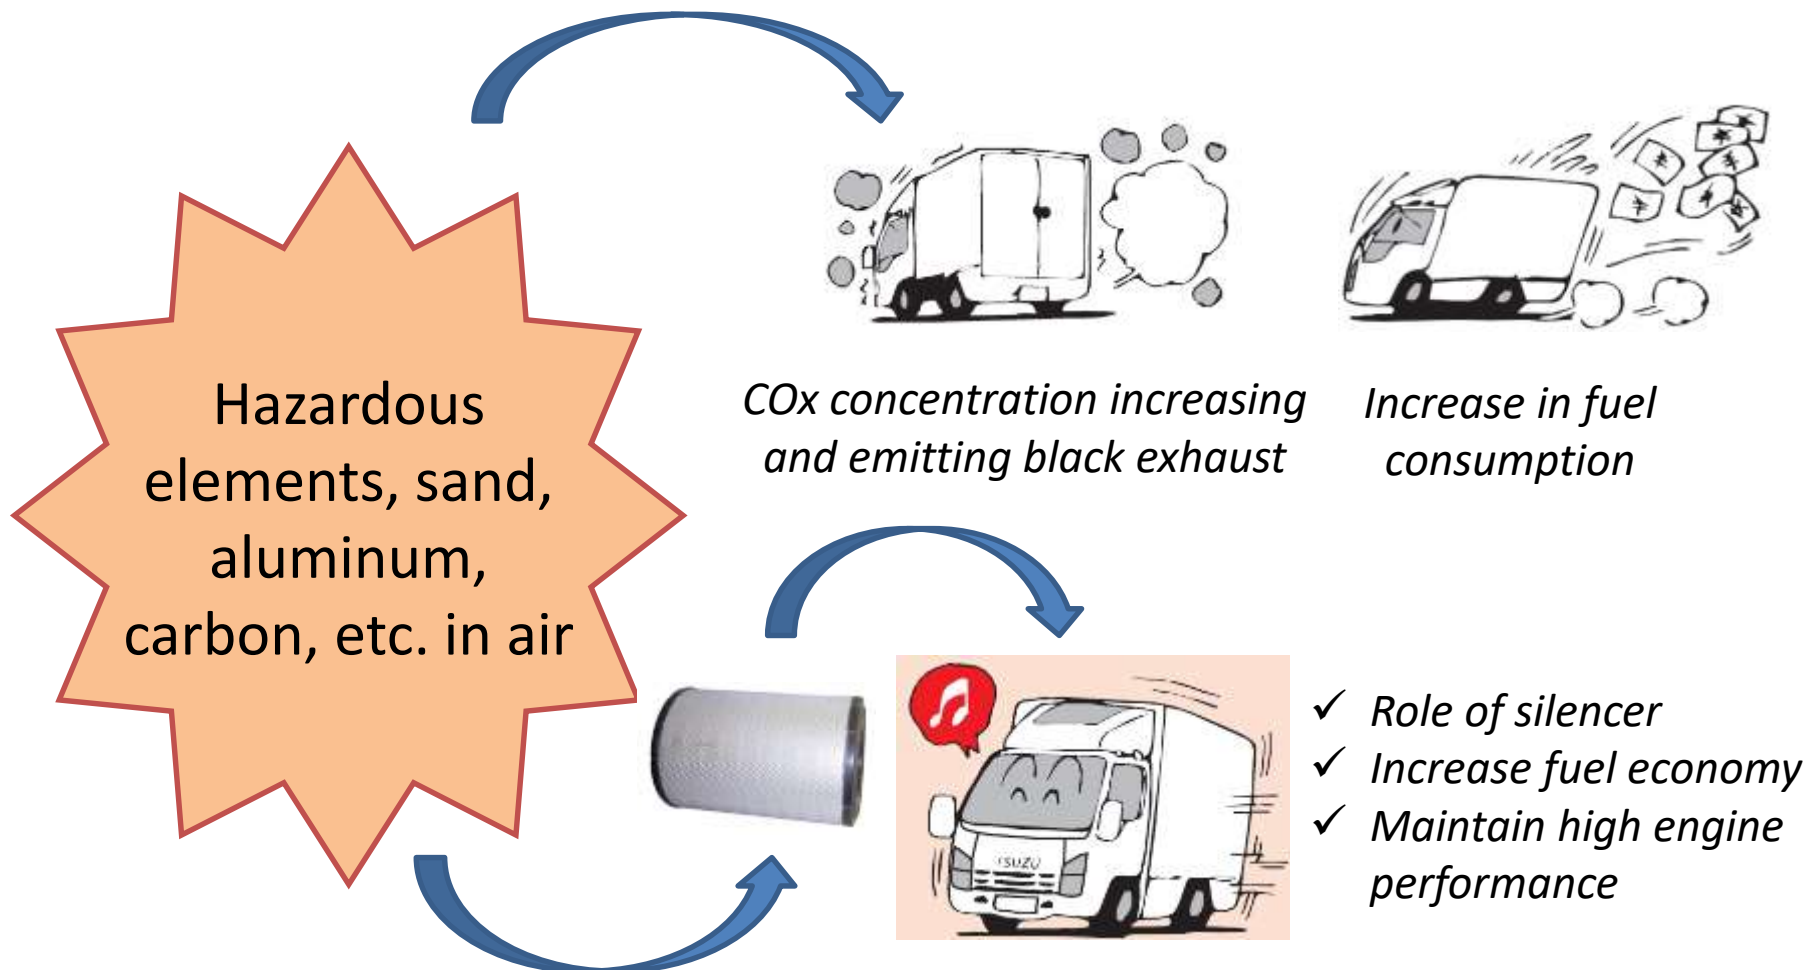 Hazardous
elements, sand,
aluminum,
carbon, etc. in air
COx concentration increasing
and emitting black exhaust
Increase in fuel
consumption
ISUZU
✓ Role of silencer
✓ Increase fuel economy
✓ Maintain high engine
performance